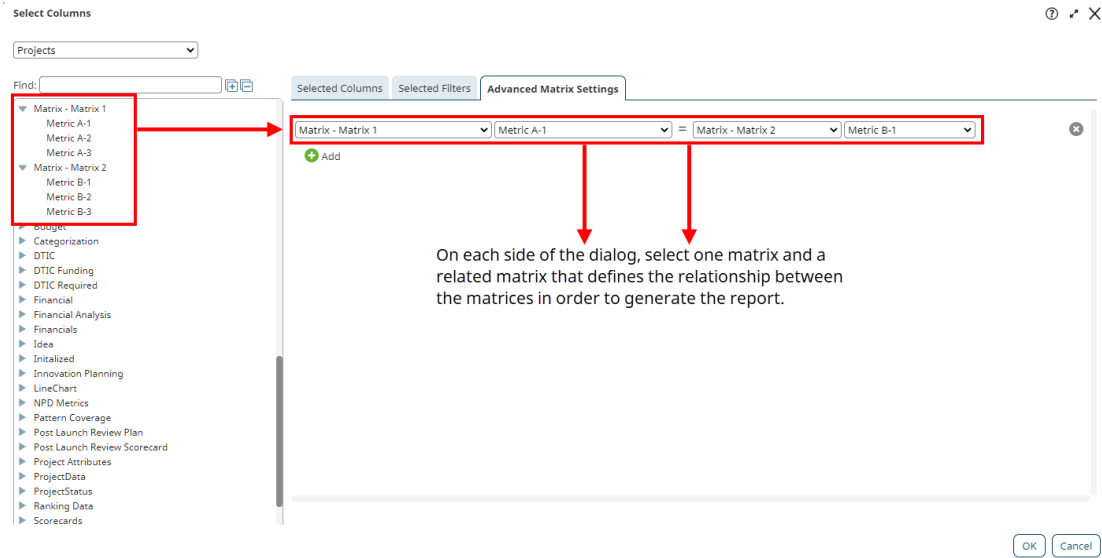 Select Columns
Projects
Find:
Matrix - Matrix 1
Metric A-1
Metric A-2
Metric A-3
Matrix - Matrix 2
Metric B-1
Metric B-2
Metric B-3
Budget
Categorization
DTIC
DTIC Funding
DTIC Required
Financial
Financial Analysis
Financials
Idea
Initalized
Innovation Planning
LineChart
NPD Metrics
Pattern Coverage
Post Launch Review Plan
Post Launch Review Scorecard
Project Attributes
ProjectData
ProjectStatus
Ranking Data
Scorecards
Selected Columns Selected Filters Advanced Matrix Settings
Matrix - Matrix 1 Metric A-1 = Matrix - Matrix 2 Metric B-1
Add
On each side of the dialog, select one matrix and a
related matrix that defines the relationship between
the matrices in order to generate the report.
OK Cancel